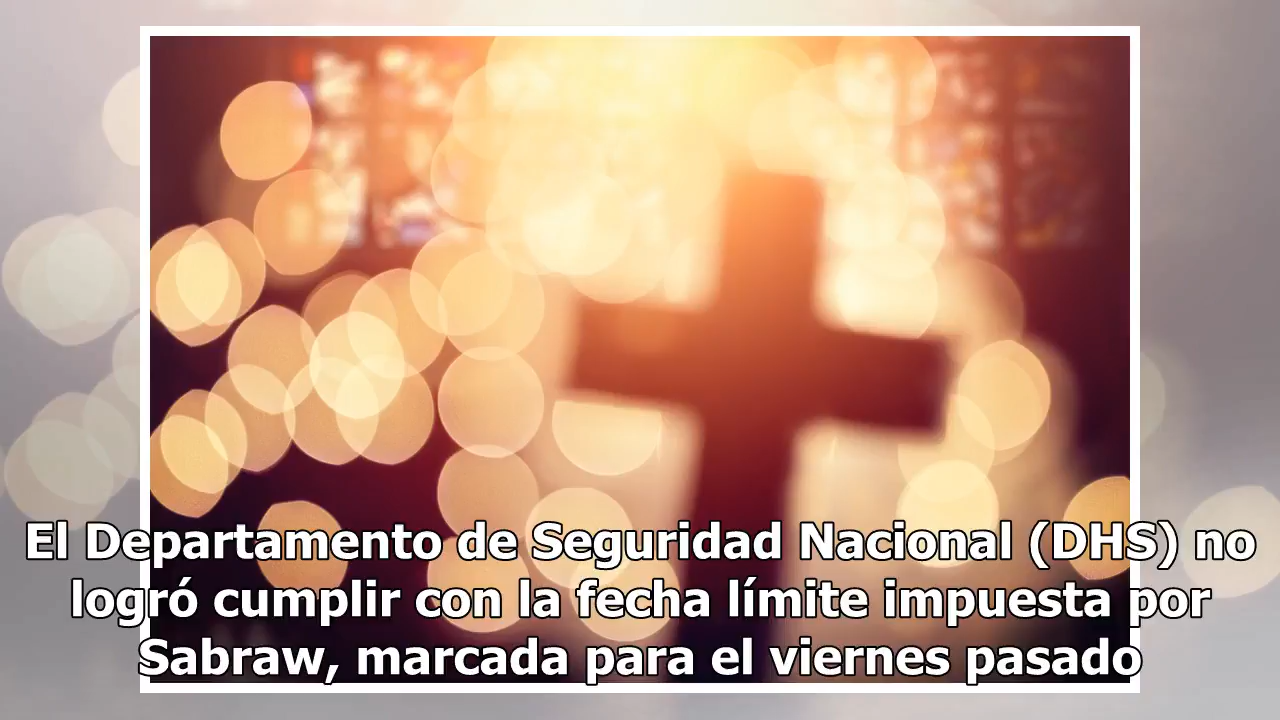 El Departamento de Seguridad Nacional (DHS) no
logró cumplir con la fecha límite impuesta por
Sabraw, marcada para el viernes pasado